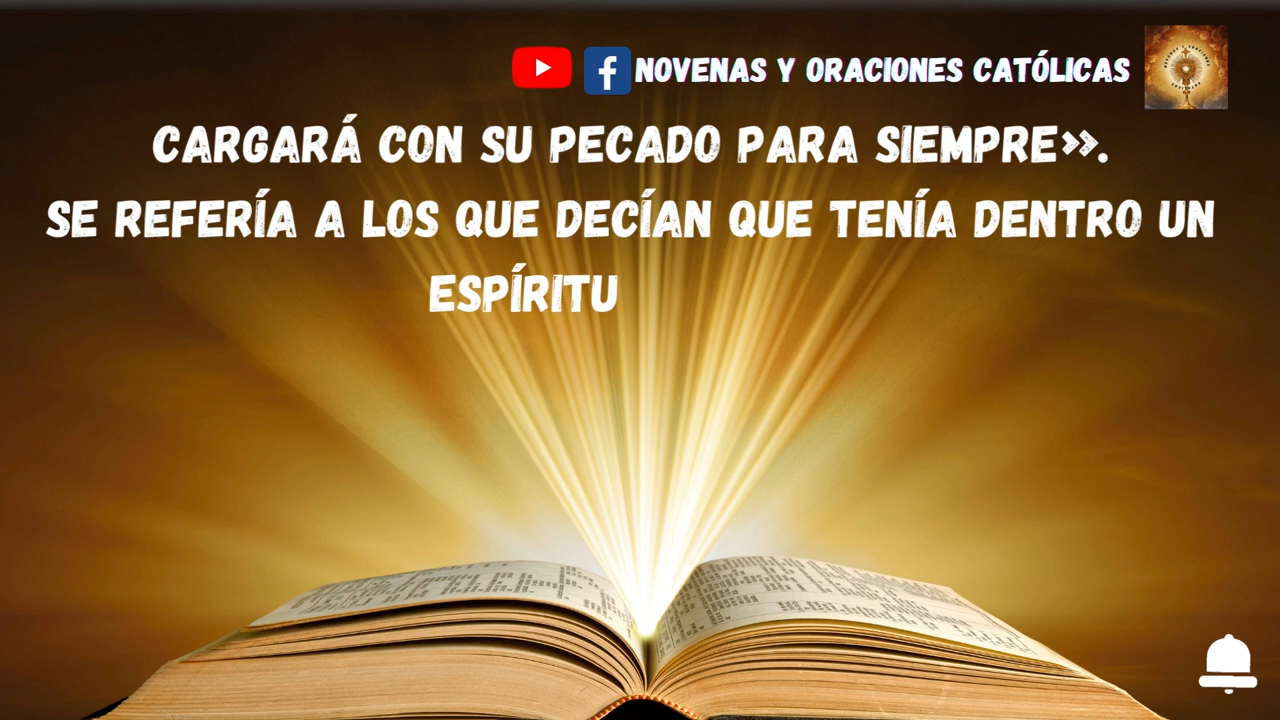 NOVENAS Y ORACIONES CATÓLICAS
CARGARÁ CON SU PECADO PARA SIEMPRE».
SE REFERÍA A LOS QUE DECÍAN QUE TENÍA DENTRO UN
ESPÍRITU